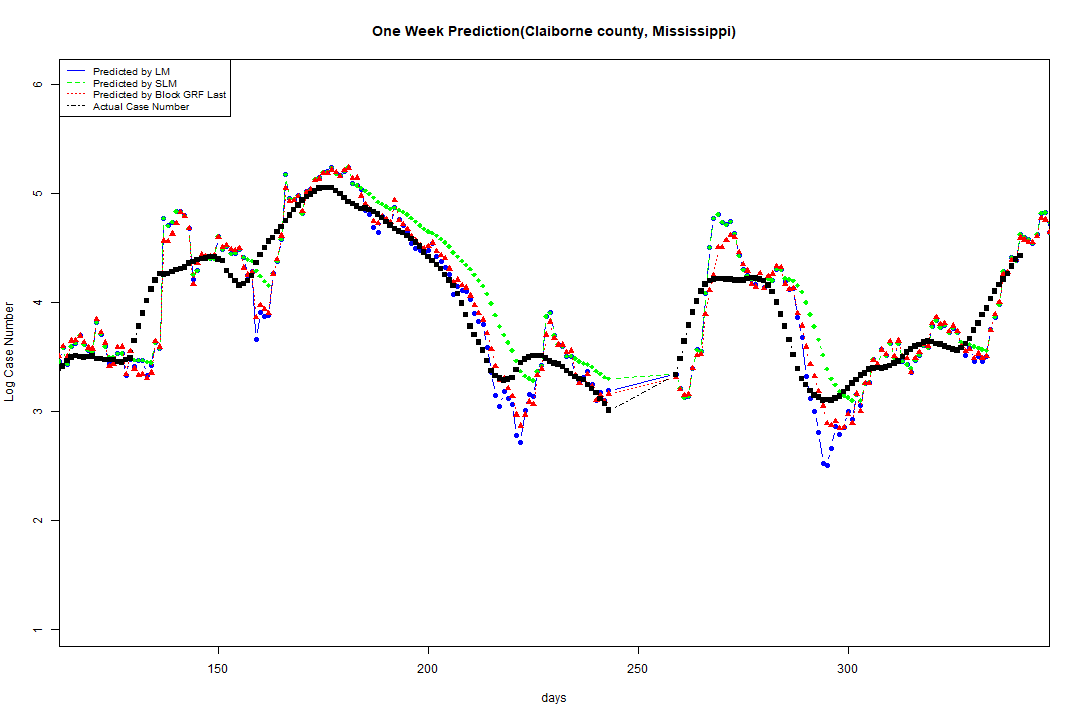 One Week Prediction(Claiborne county, Mississippi)
Predicted by LM
Predicted by SLM
Predicted by Block GRF Last
Actual Case Number
Log Case Number
6
5
4
3
2
1
150 200 250 300
days